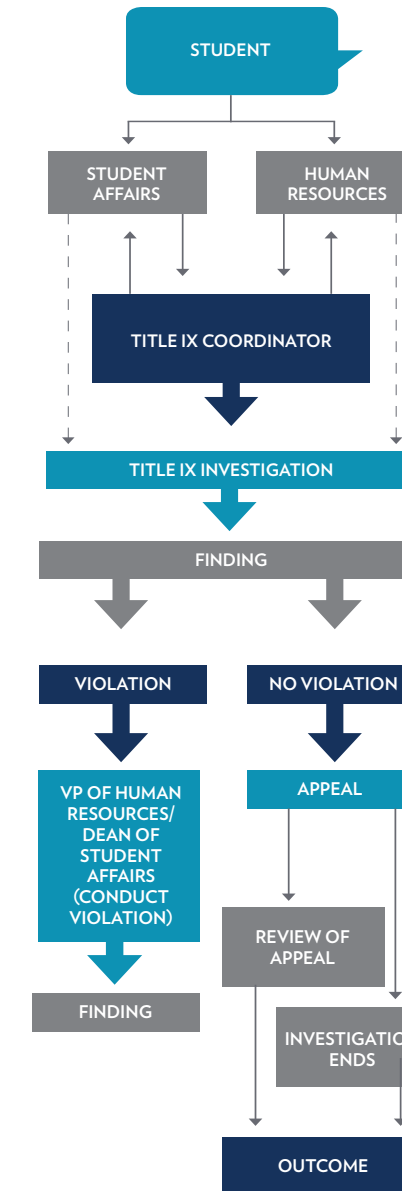 STUDENT
STUDENT
AFFAIRS
HUMAN
RESOURCES
TITLE IX COORDINATOR
TITLE IX INVESTIGATION
FINDING
VIOLATION
NO VIOLATION
VP OF HUMAN
RESOURCES/
DEAN OF
STUDENT
AFFAIRS
(CONDUCT
VIOLATION)
APPEAL
REVIEW OF
APPEAL
FINDING
INVESTIGATIO
ENDS
OUTCOME